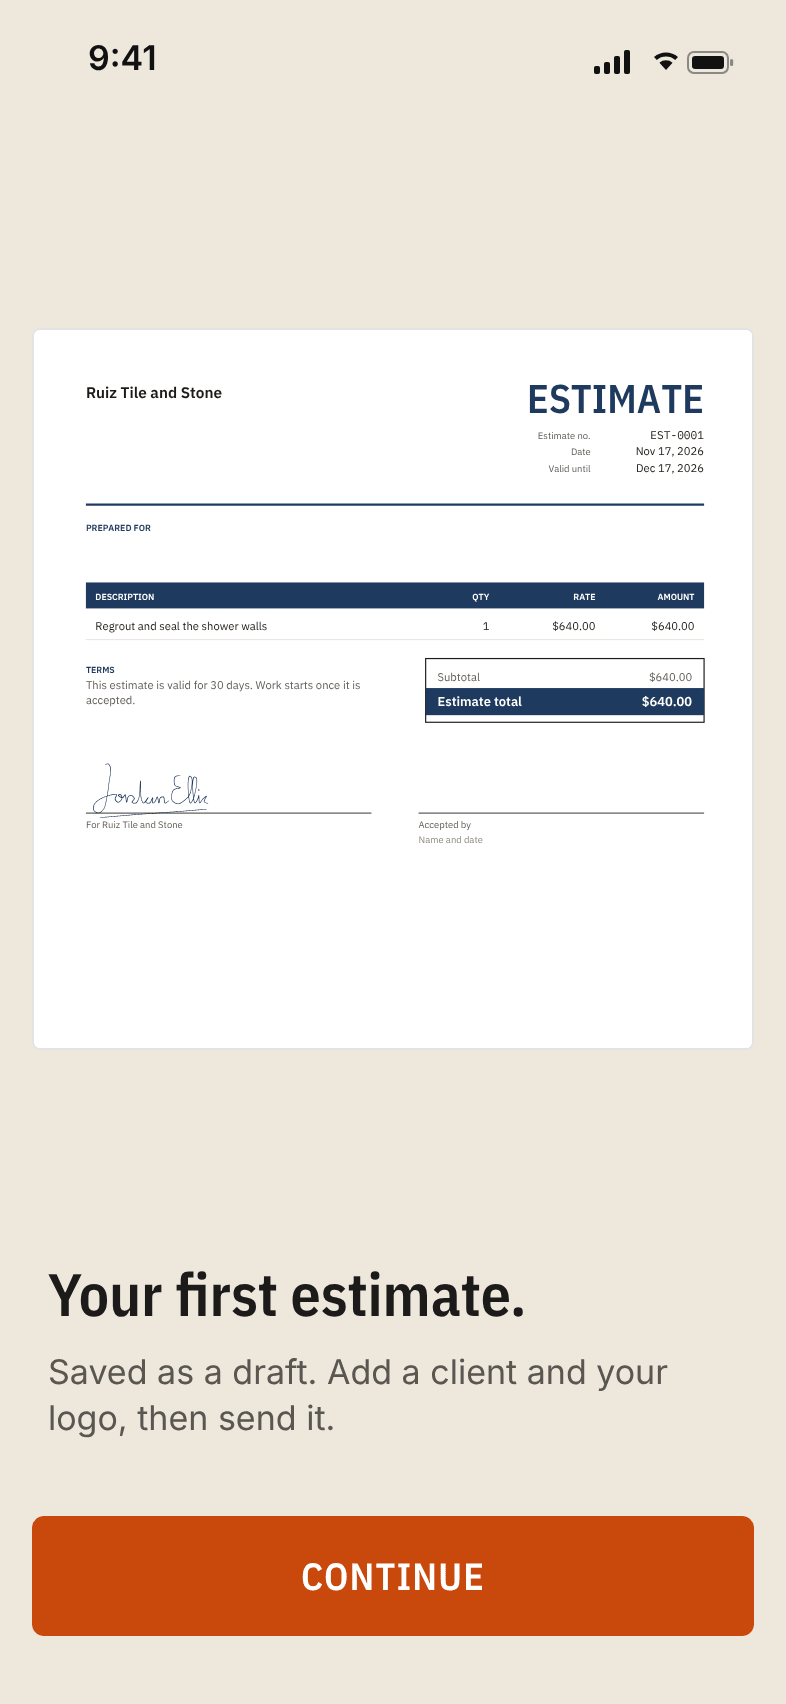 9:41
Ruiz Tile and Stone
ESTIMATE
Estimate no. EST-0001
Date Nov 17, 2026
Valid until Dec 17, 2026
PREPARED FOR
DESCRIPTION QTY RATE AMOUNT
Regrout and seal the shower walls 1 $640.00 $640.00
TERMS
This estimate is valid for 30 days. Work starts once it is
accepted.
Subtotal $640.00
Estimate total $640.00
Jordan Ellis
For Ruiz Tile and Stone
Accepted by
Name and date
Your first estimate.
Saved as a draft. Add a client and your
logo, then send it.
CONTINUE